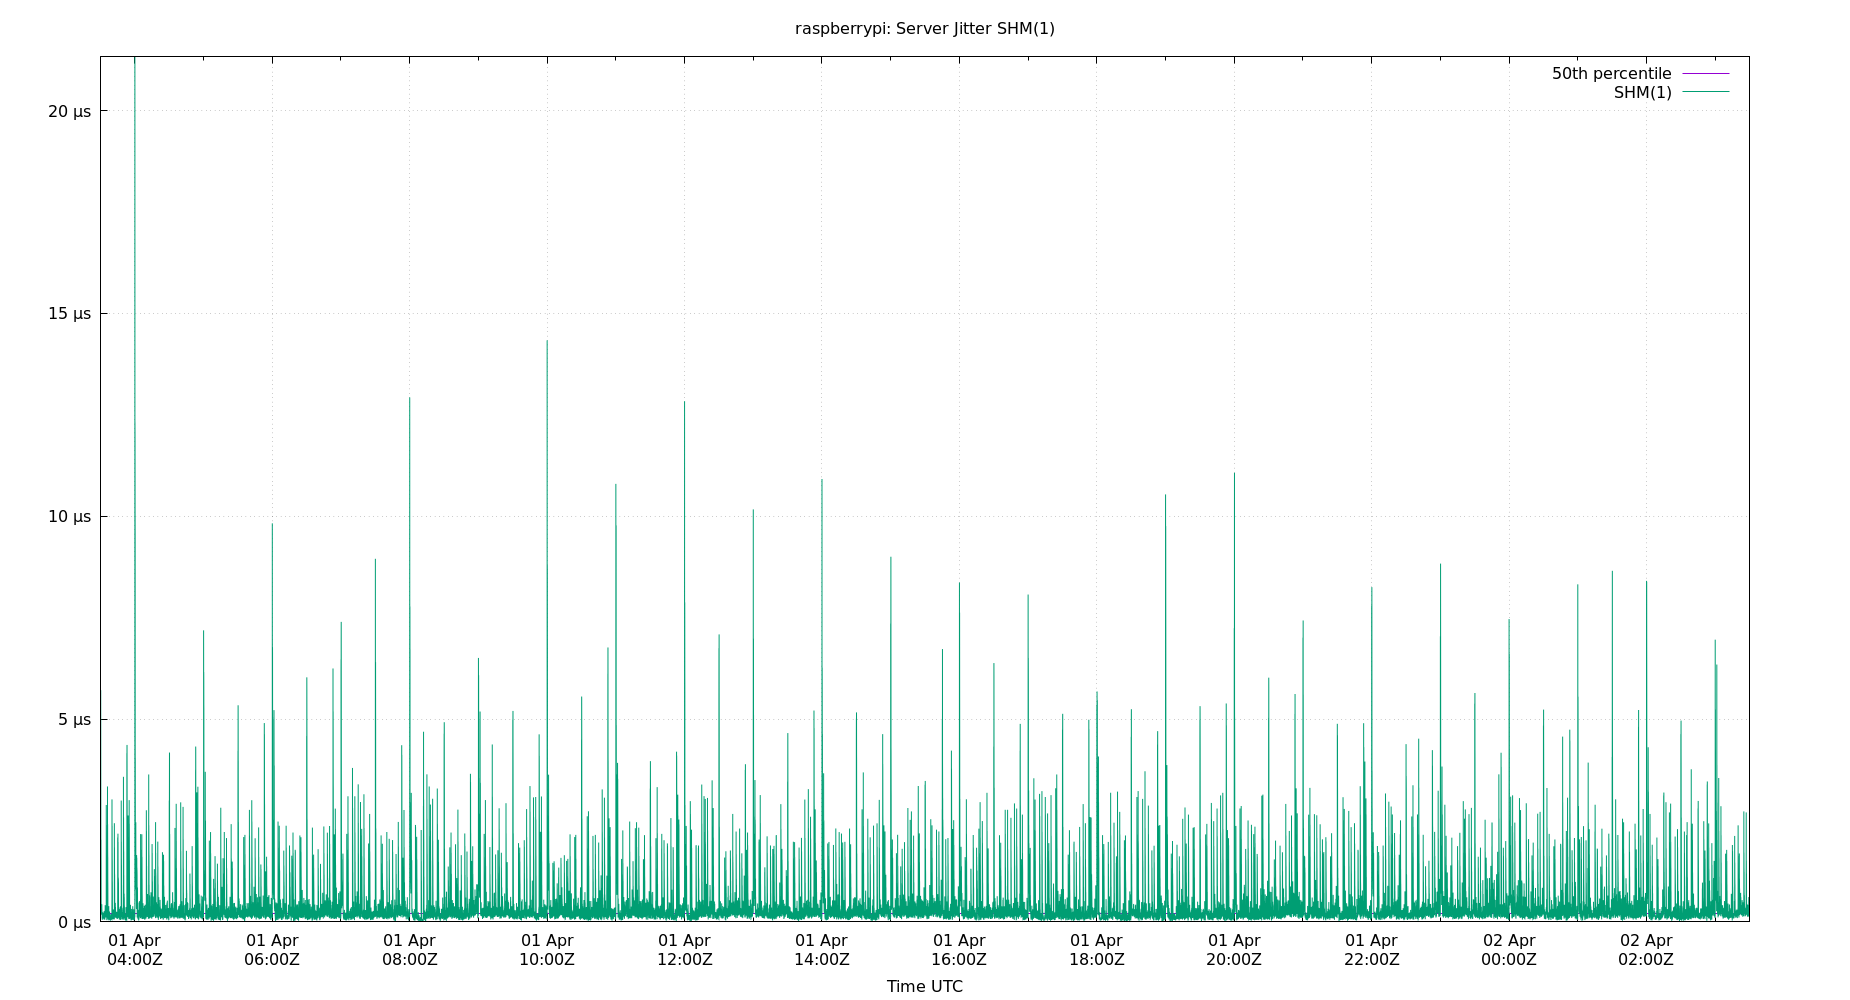 raspberrypi: Server Jitter SHM(1)
50th percentile
SHM(1)
20 µs
15 µs
10 µs
5 µs
0 µs
01 Apr 01 Apr 01 Apr 01 Apr 01 Apr 01 Apr 01 Apr 01 Apr 01 Apr 01 Apr 02 Apr 02 Apr
04:00Z 06:00Z 08:00Z 10:00Z 12:00Z 14:00Z 16:00Z 18:00Z 20:00Z 22:00Z 00:00Z 02:00Z
Time UTC